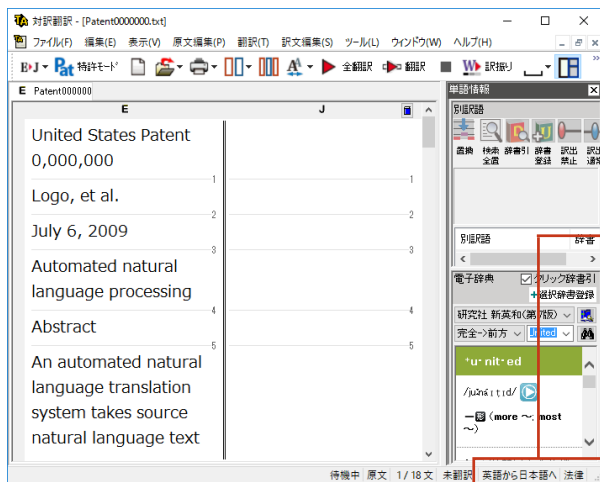 対訳翻訳 - [Patent0000000.txt]
ファイル(F) 編集(E) 表示(V) 原文編集(P) 翻訳(T) 訳文編集(S) ツール(L) ウィンドウ(W) ヘルプ(H)
E›J Pat 特許モード 全翻訳 翻訳 訳振り
E Patent000000
E J
United States Patent
0,000,000
1 1
Logo, et al.
2 2
July 6, 2009
3 3
Automated natural
language processing
4 4
Abstract
5 5
An automated natural
language translation
system takes source
natural language text
単語情報
別訳語
置換 検索全置 辞書引 辞書登録 訳出禁止 訳出通常
別訳語 辞書
電子辞典 クリック辞書引
+選択辞書登録
研究社 新英和(第7版)
完全->前方 United
+u·nit·ed
(more ~; most
~)
待機中 原文 1/18文 未翻訳 英語から日本語へ 法律